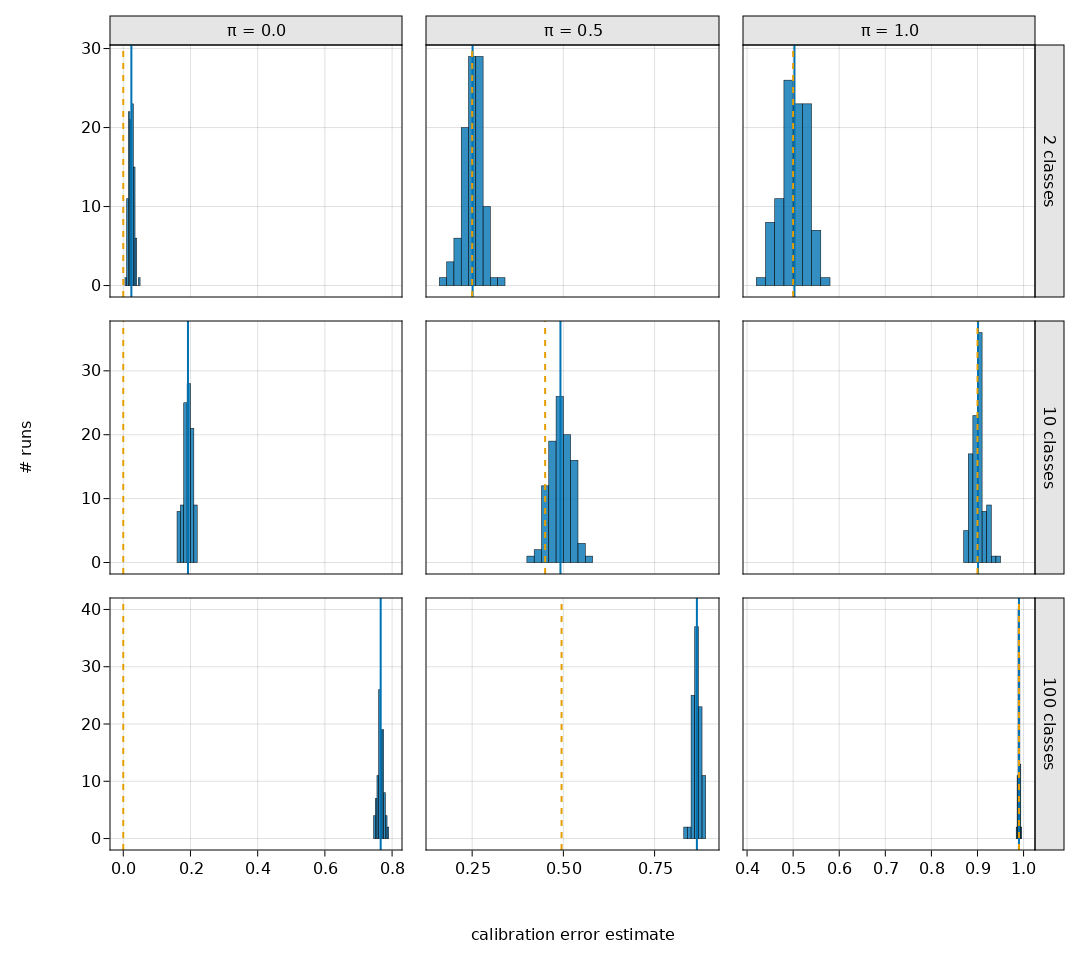 π = 0.0
π = 0.5
π = 1.0
30
20
10
0
2 classes
30
20
10
0
10 classes
# runs
40
30
20
10
0
100 classes
0.0 0.2 0.4 0.6 0.8
0.25 0.50 0.75
0.4 0.5 0.6 0.7 0.8 0.9 1.0
calibration error estimate